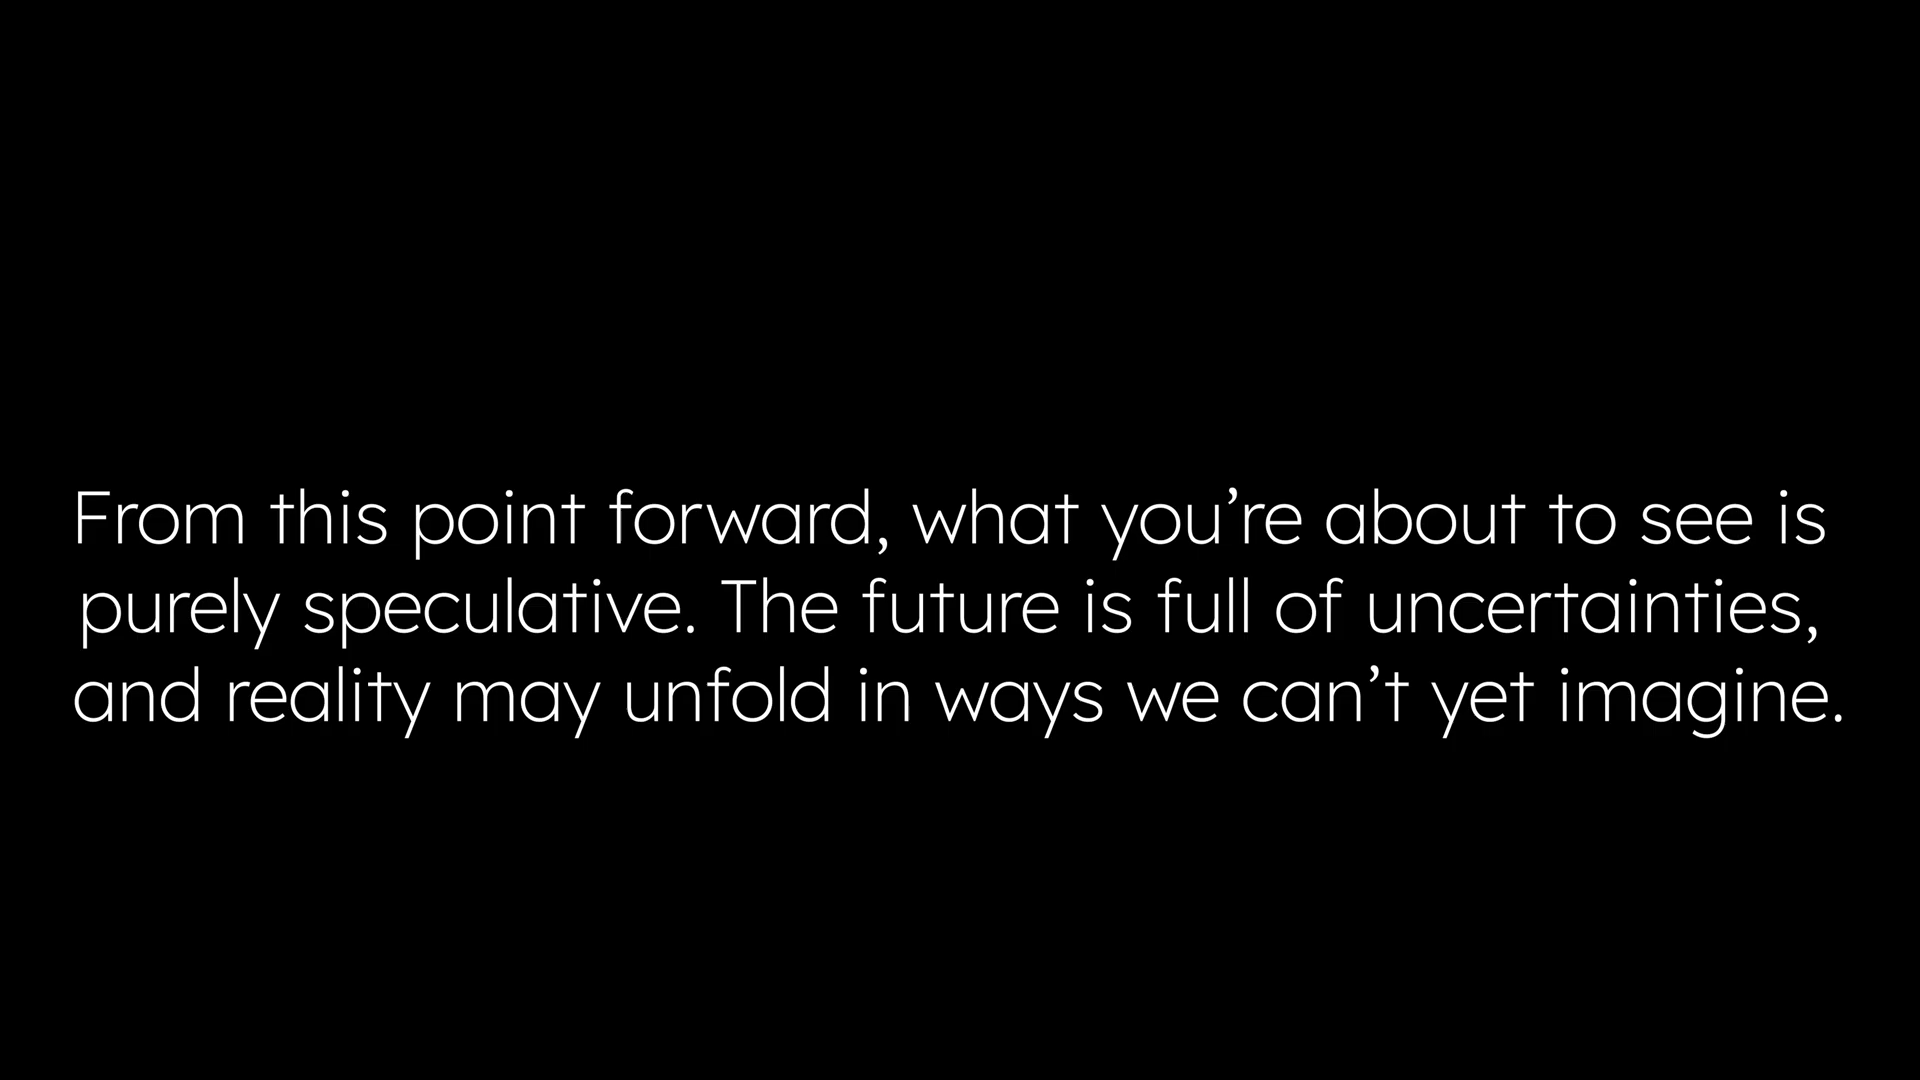 From this point forward, what you’re about to see is
purely speculative. The future is full of uncertainties,
and reality may unfold in ways we can’t yet imagine.